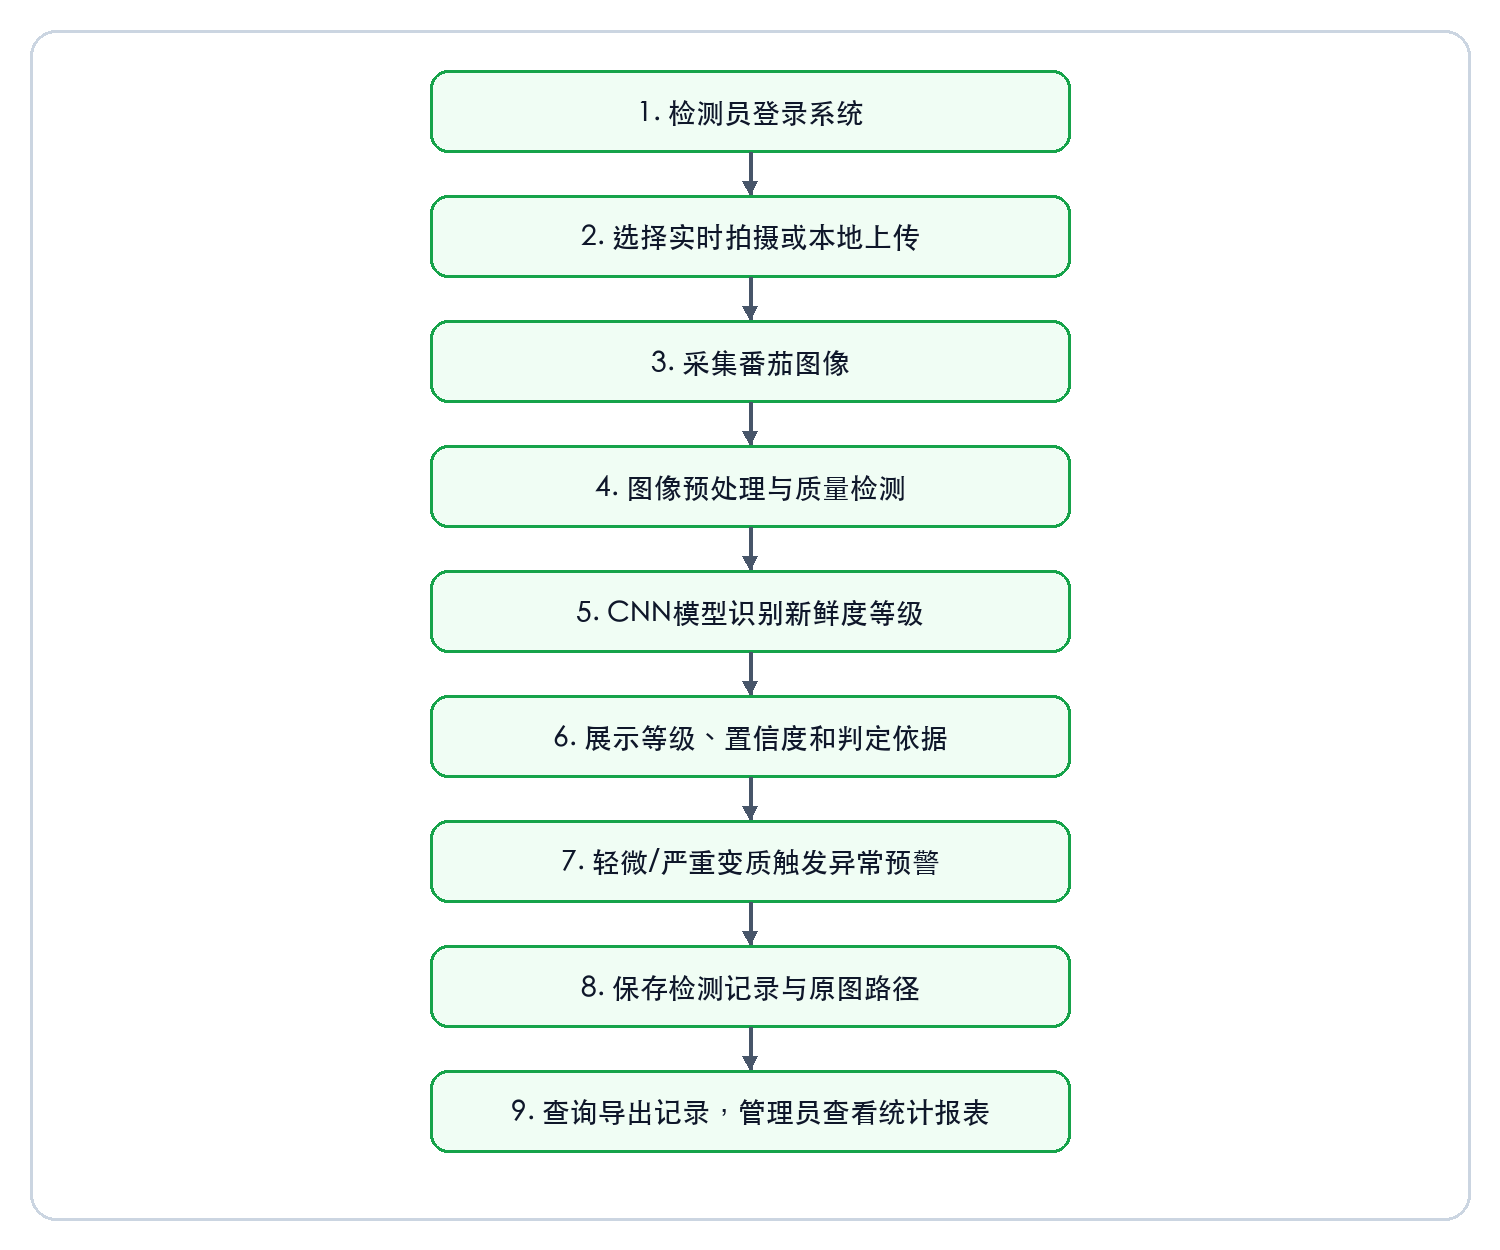 1. 检测员登录系统
2. 选择实时拍摄或本地上传
3. 采集番茄图像
4. 图像预处理与质量检测
5. CNN模型识别新鲜度等级
6. 展示等级、置信度和判定依据
7. 轻微/严重变质触发异常预警
8. 保存检测记录与原图路径
9. 查询导出记录，管理员查看统计报表